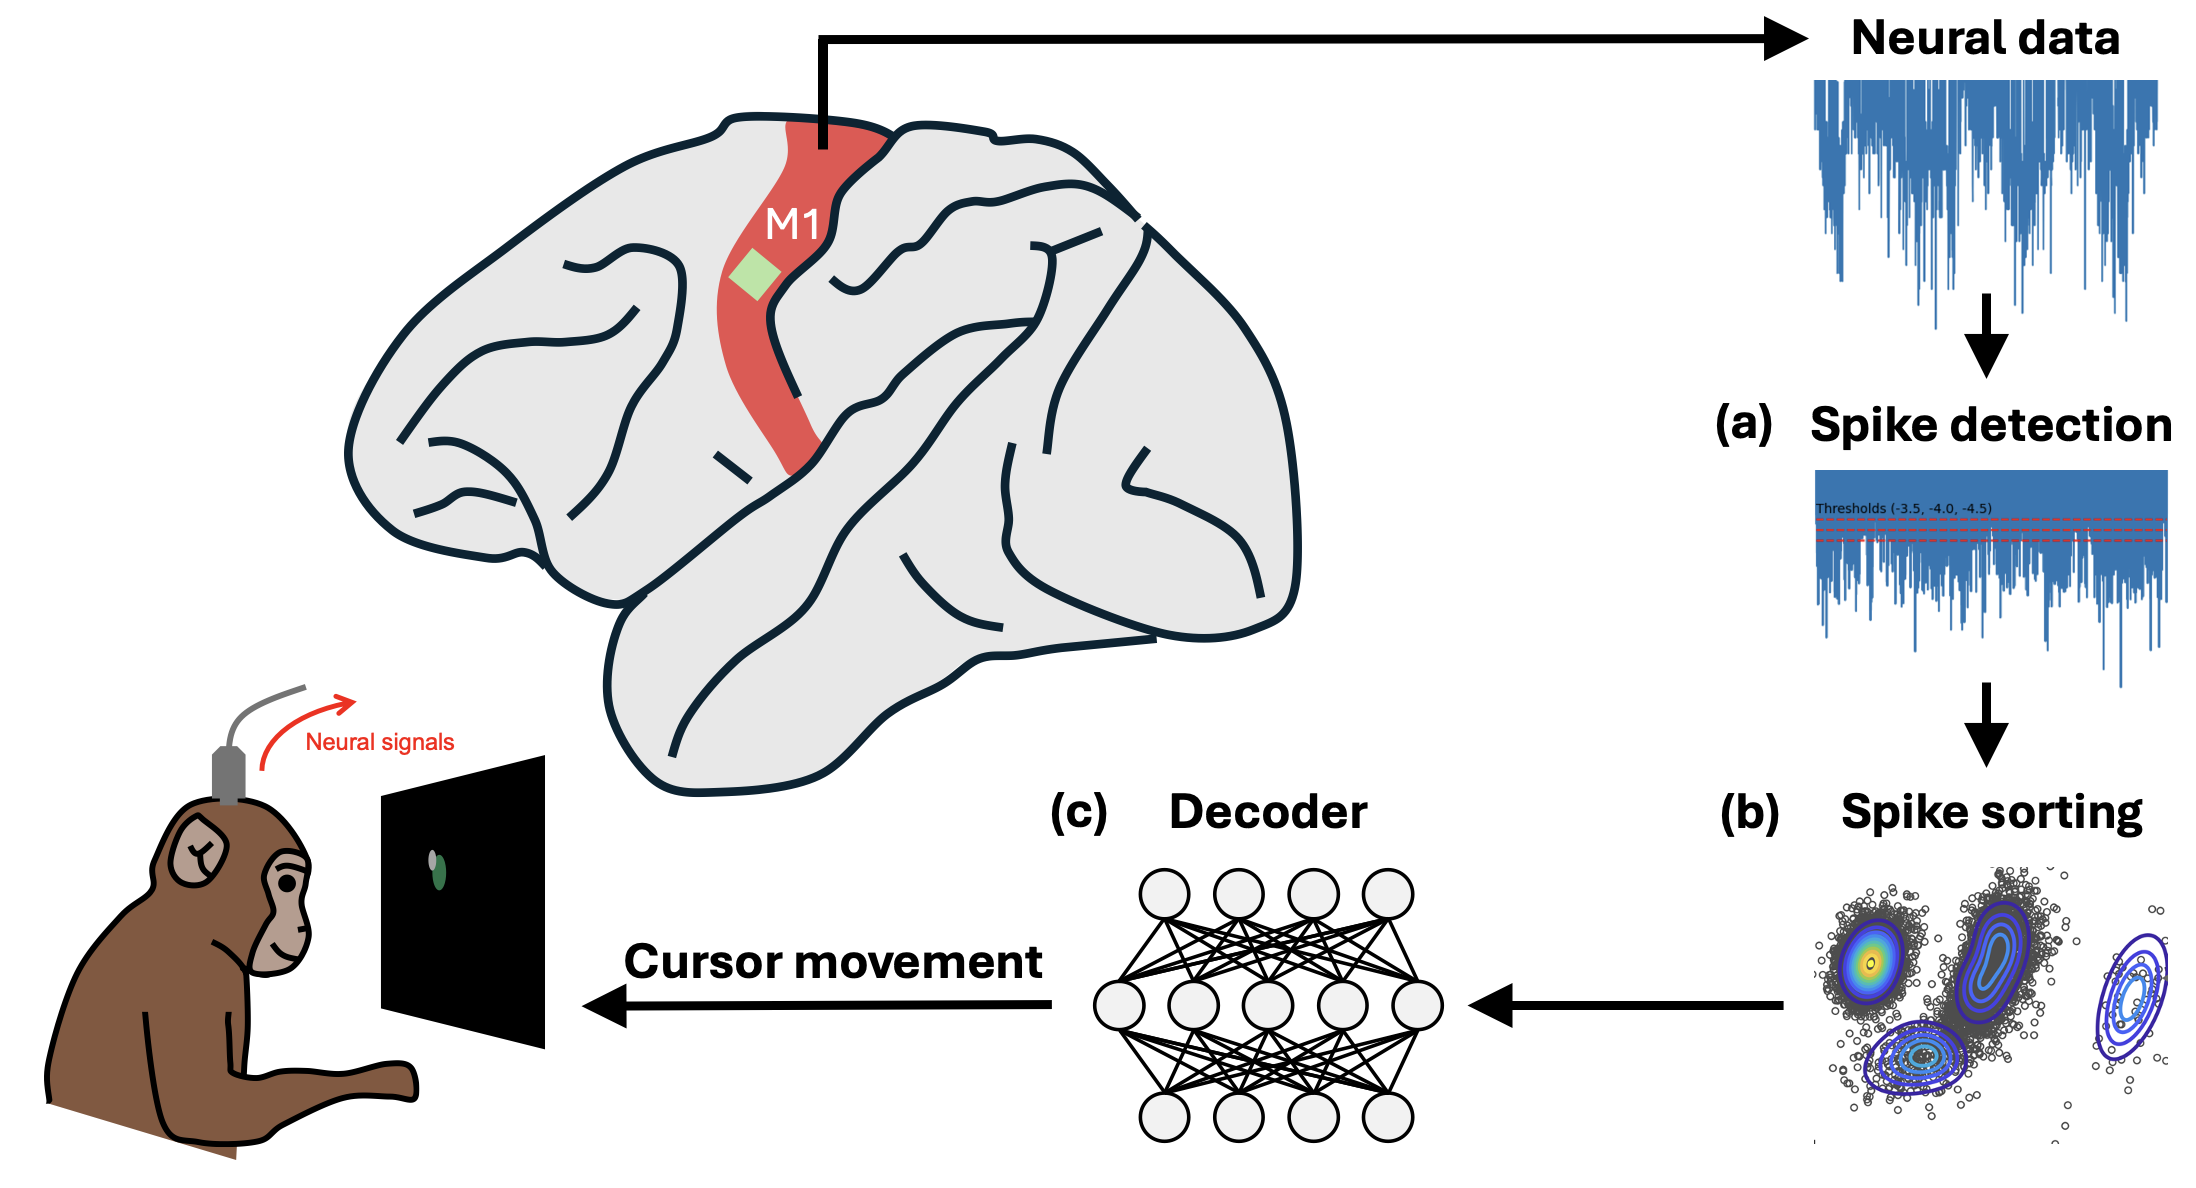 Neural data
M1
(a) Spike detection
Thresholds (-3.5, -4.0, -4.5)
Neural signals
(c) Decoder
(b) Spike sorting
Cursor movement